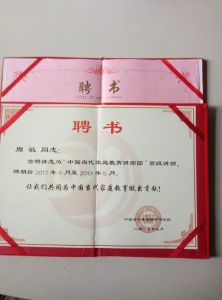 聘 书
聘 书
周敏 同志:
兹聘请您为"中国当代家庭教育讲师团"高级讲师。
聘期自2017年5月至2019年5月
让我们共同为中国当代家庭教育做出贡献!